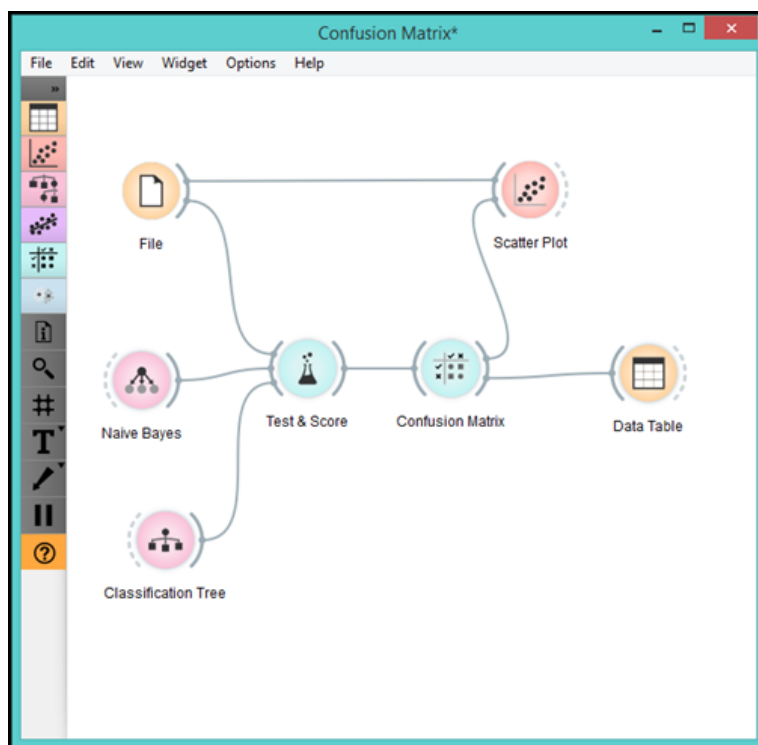 Confusion Matrix*
File Edit View Widget Options Help
»
File
Scatter Plot
Naive Bayes
Test & Score
Confusion Matrix
Data Table
Classification Tree